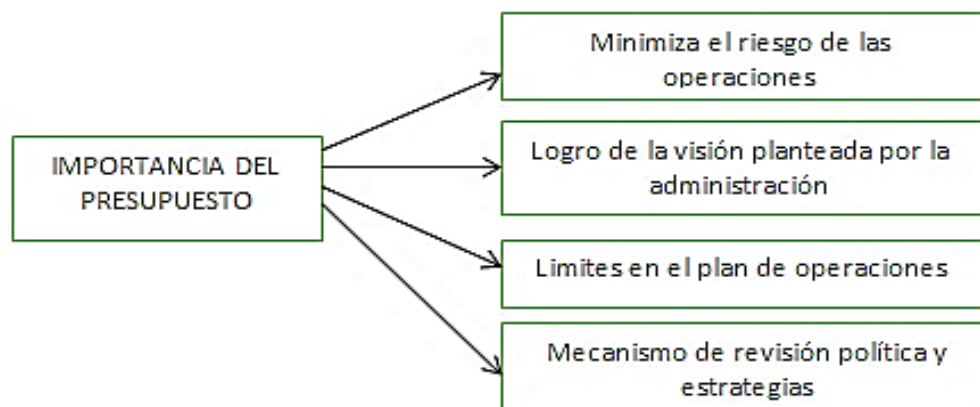 IMPORTANCIA DEL
PRESUPUESTO
Minimiza el riesgo de las
operaciones
Logro de la visión planteada por la
administración
Limites en el plan de operaciones
Mecanismo de revisión política y
estrategias